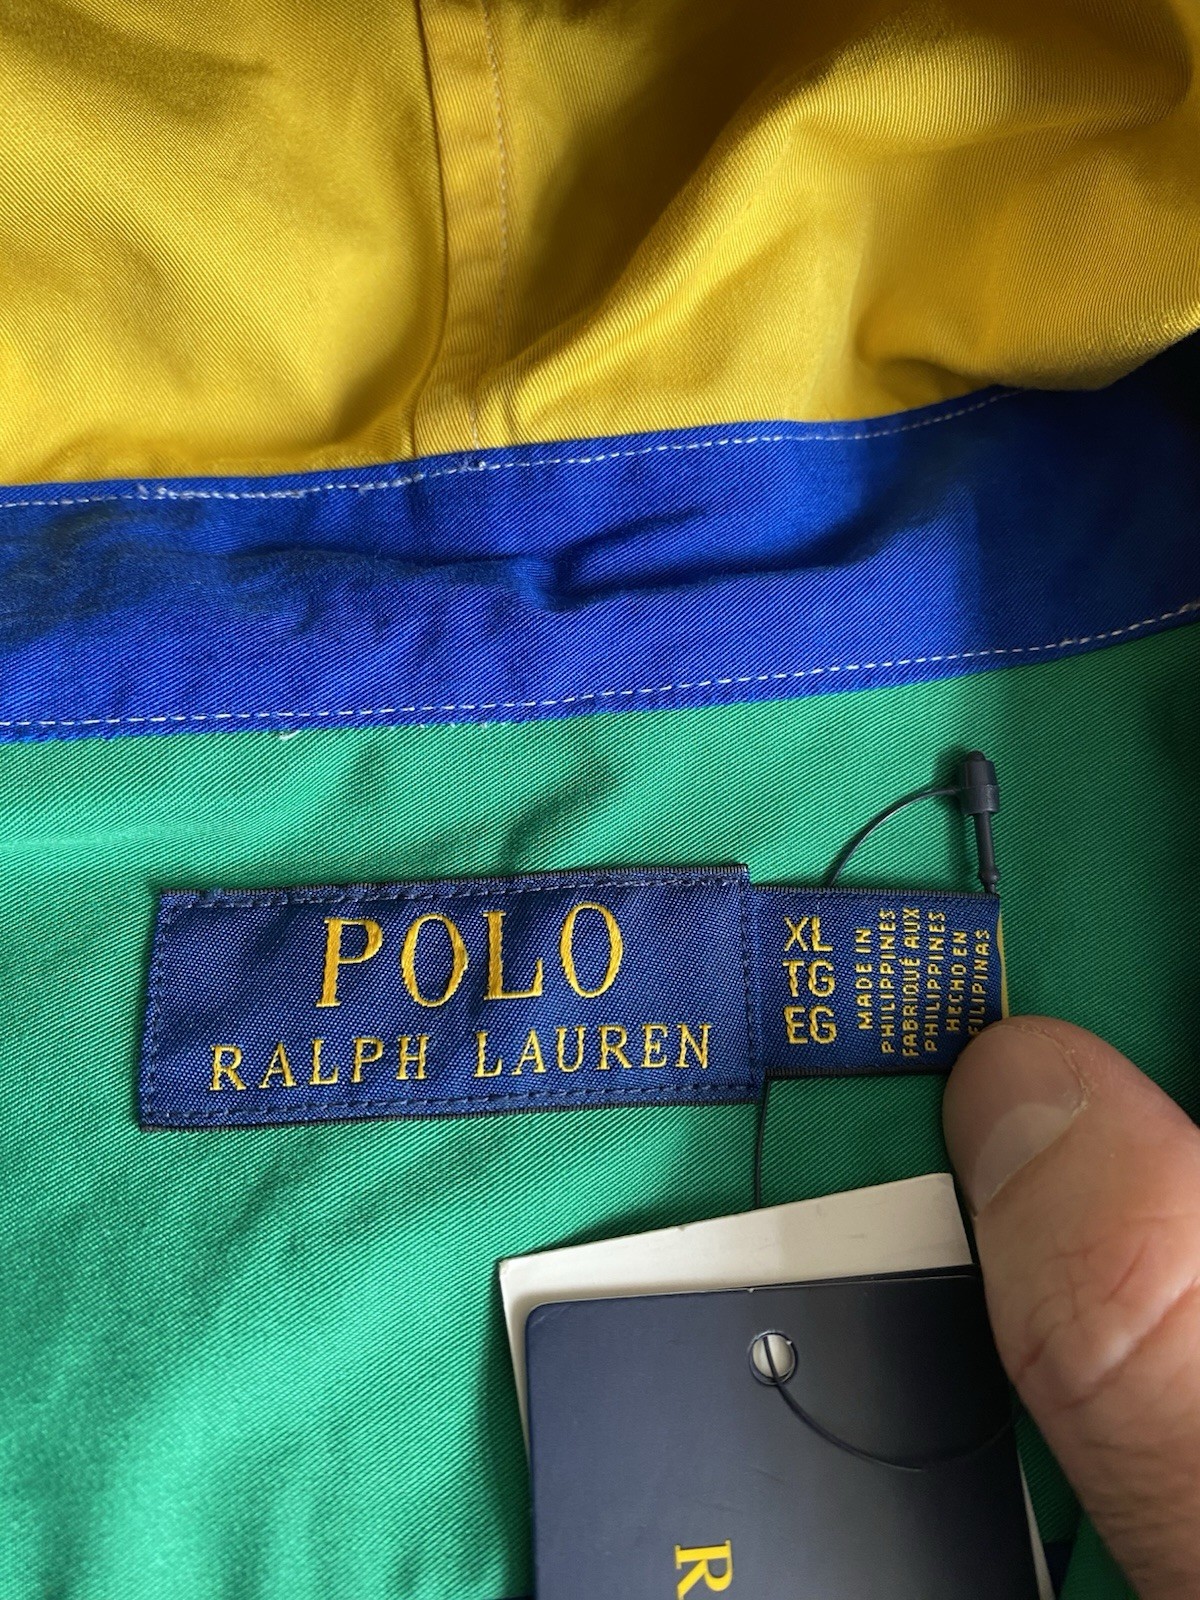 POLO
RALPH LAUREN
XL
TG
EG
MADE IN
PHILIPPINES
FABRIQUÉ AUX
PHILIPPINES
HECHO EN
FILIPINAS
R